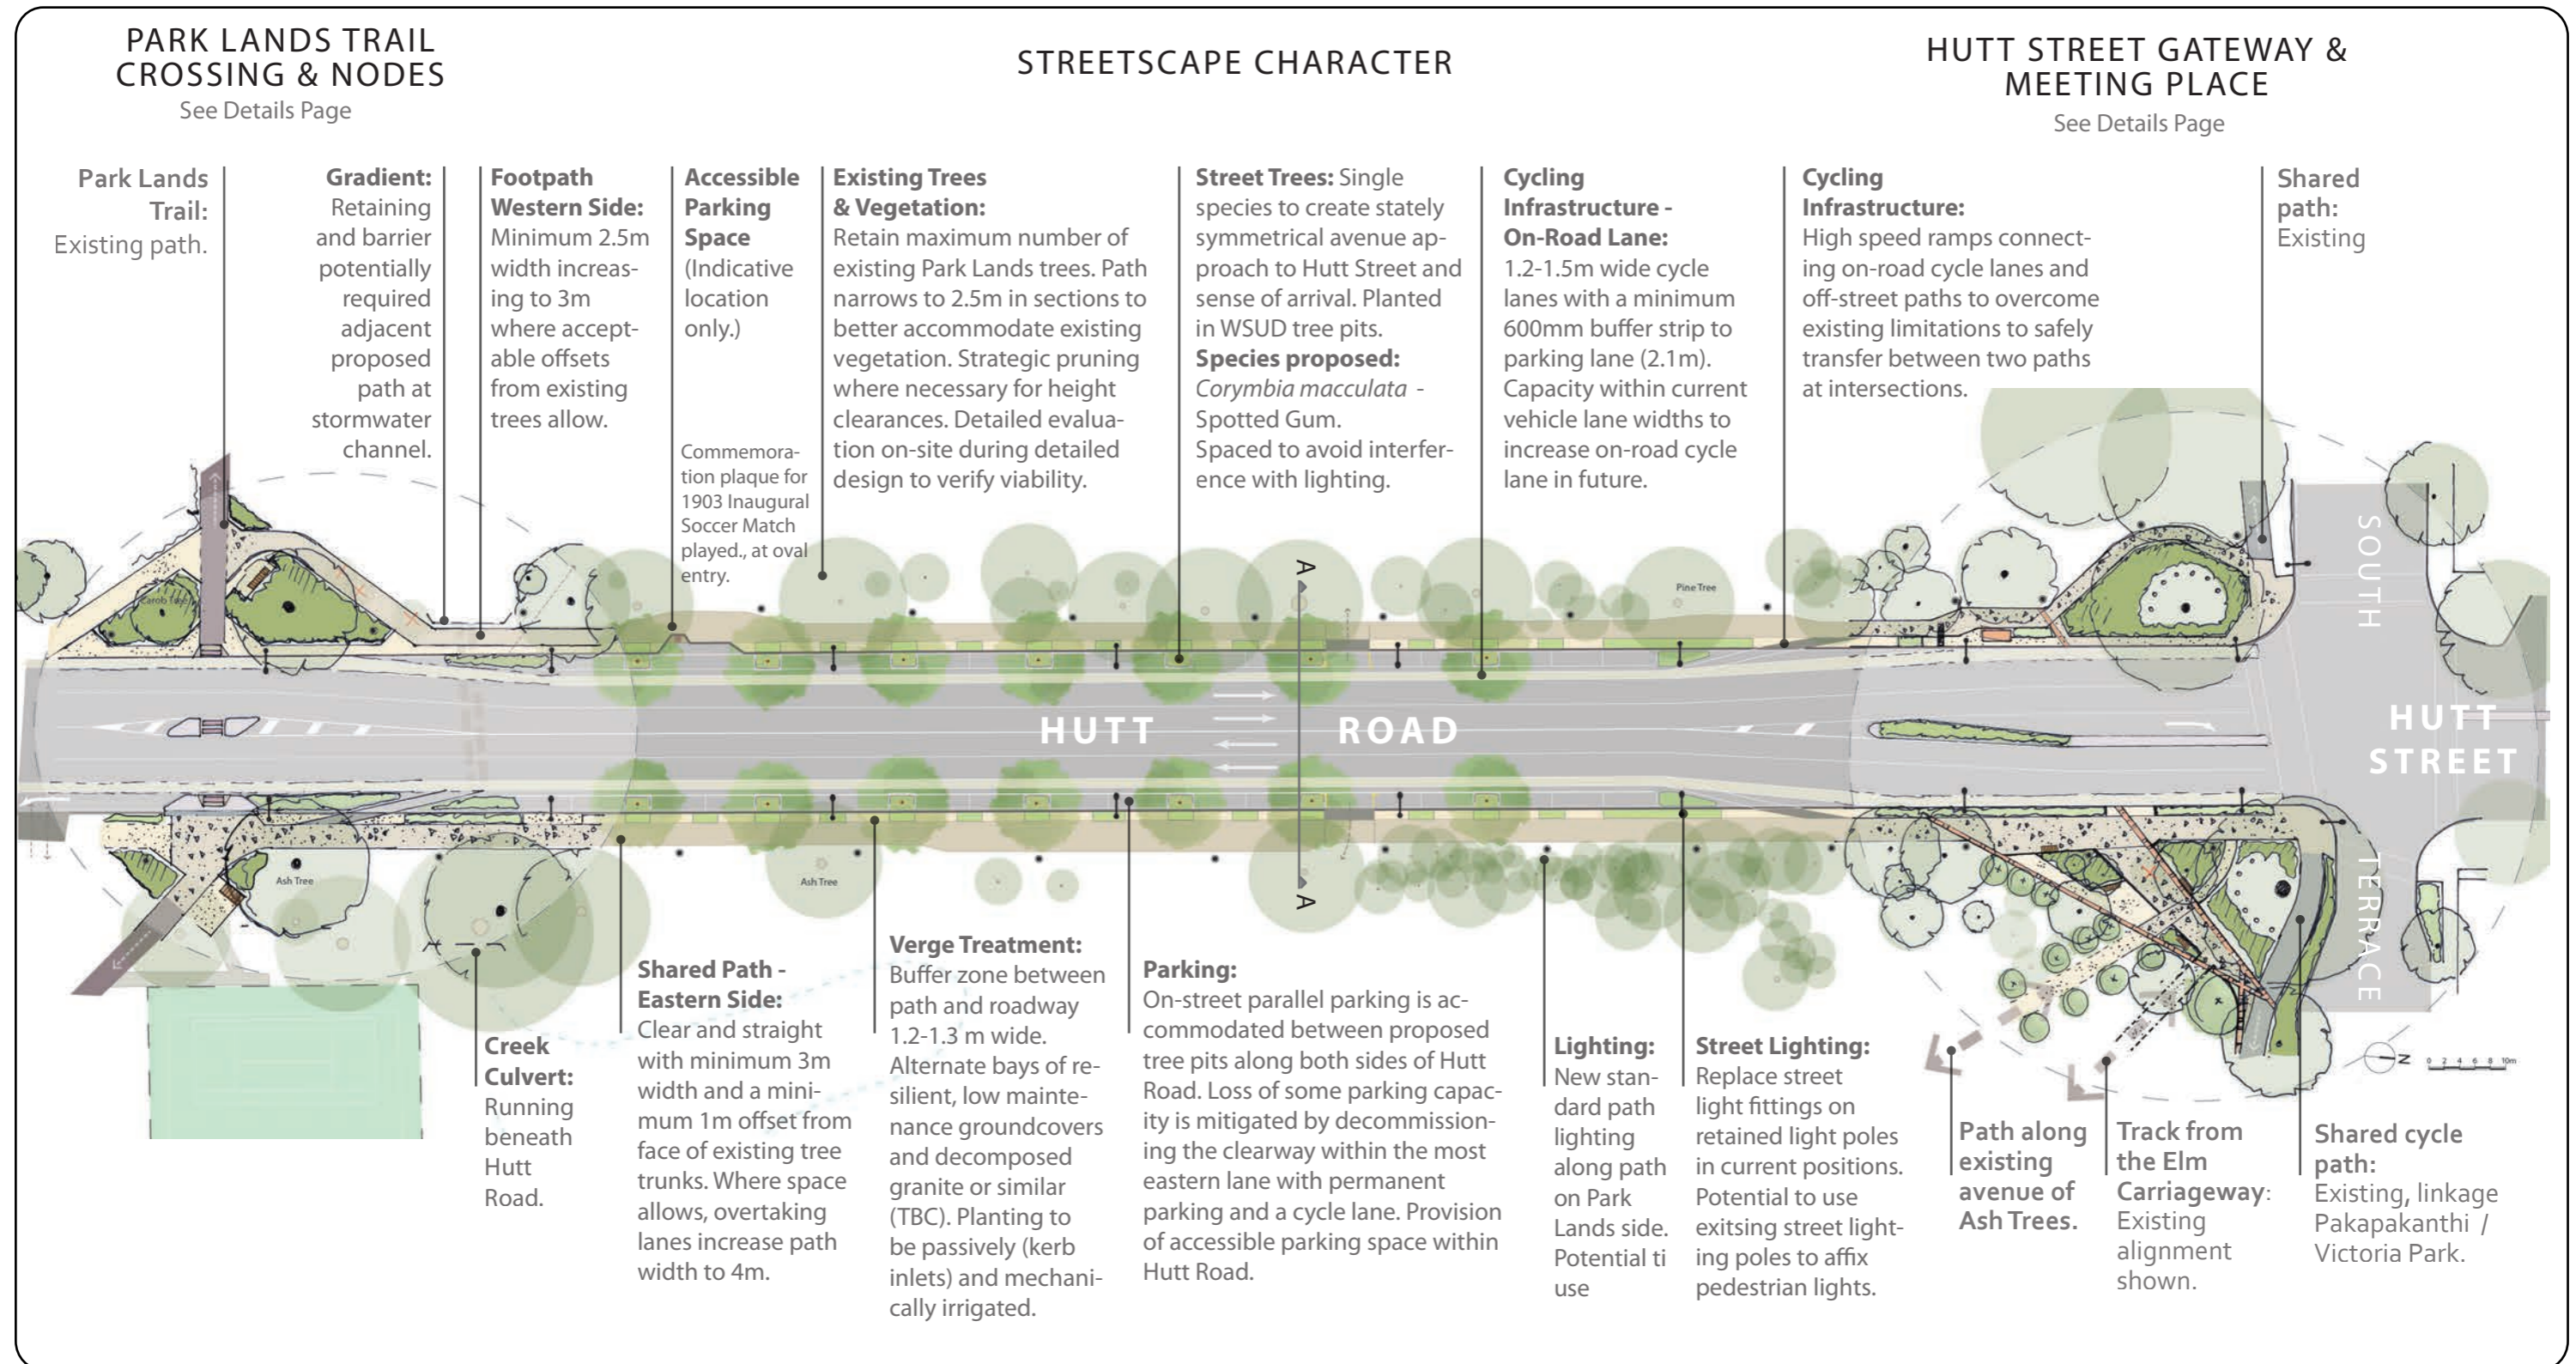 PARK LANDS TRAIL
CROSSING & NODES
See Details Page
STREETSCAPE CHARACTER
HUTT STREET GATEWAY &
MEETING PLACE
See Details Page
Park Lands
Trail:
Existing path.
Gradient:
Retaining
and barrier
potentially
required
adjacent
proposed
path at
stormwater
channel.
Footpath
Western Side:
Minimum 2.5m
width increas-
ing to 3m
where accept-
able offsets
from existing
trees allow.
Accessible
Parking
Space
(Indicative
location
only.)
Commemora-
tion plaque for
1903 Inaugural
Soccer Match
played., at oval
entry.
Existing Trees
& Vegetation:
Retain maximum number of
existing Park Lands trees. Path
narrows to 2.5m in sections to
better accommodate existing
vegetation. Strategic pruning
where necessary for height
clearances. Detailed evalua-
tion on-site during detailed
design to verify viability.
Street Trees: Single
species to create stately
symmetrical avenue ap-
proach to Hutt Street and
sense of arrival. Planted
in WSUD tree pits.
Species proposed:
Corymbia macculata -
Spotted Gum.
Spaced to avoid interfer-
ence with lighting.
Cycling
Infrastructure -
On-Road Lane:
1.2-1.5m wide cycle
lanes with a minimum
600mm buffer strip to
parking lane (2.1m).
Capacity within current
vehicle lane widths to
increase on-road cycle
lane in future.
Cycling
Infrastructure:
High speed ramps connect-
ing on-road cycle lanes and
off-street paths to overcome
existing limitations to safely
transfer between two paths
at intersections.
Shared
path:
Existing
Carob Tree
Pine Tree
A
SOUTH
HUTT ROAD
HUTT
STREET
Ash Tree
Ash Tree
A
TERRACE
N
0 2 4 6 8 10m
Creek
Culvert:
Running
beneath
Hutt
Road.
Shared Path -
Eastern Side:
Clear and straight
with minimum 3m
width and a mini-
mum 1m offset from
face of existing tree
trunks. Where space
allows, overtaking
lanes increase path
width to 4m.
Verge Treatment:
Buffer zone between
path and roadway
1.2-1.3 m wide.
Alternate bays of re-
silient, low mainte-
nance groundcovers
and decomposed
granite or similar
(TBC). Planting to
be passively (kerb
inlets) and mechani-
cally irrigated.
Parking:
On-street parallel parking is ac-
commodated between proposed
tree pits along both sides of Hutt
Road. Loss of some parking capac-
ity is mitigated by decommission-
ing the clearway within the most
eastern lane with permanent
parking and a cycle lane. Provision
of accessible parking space within
Hutt Road.
Lighting:
New stan-
dard path
lighting
along path
on Park
Lands side.
Potential ti
use
Street Lighting:
Replace street
light fittings on
retained light poles
in current positions.
Potential to use
exitsing street light-
ing poles to affix
pedestrian lights.
Path along
existing
avenue of
Ash Trees.
Track from
the Elm
Carriageway:
Existing
alignment
shown.
Shared cycle
path:
Existing, linkage
Pakapakanthi /
Victoria Park.